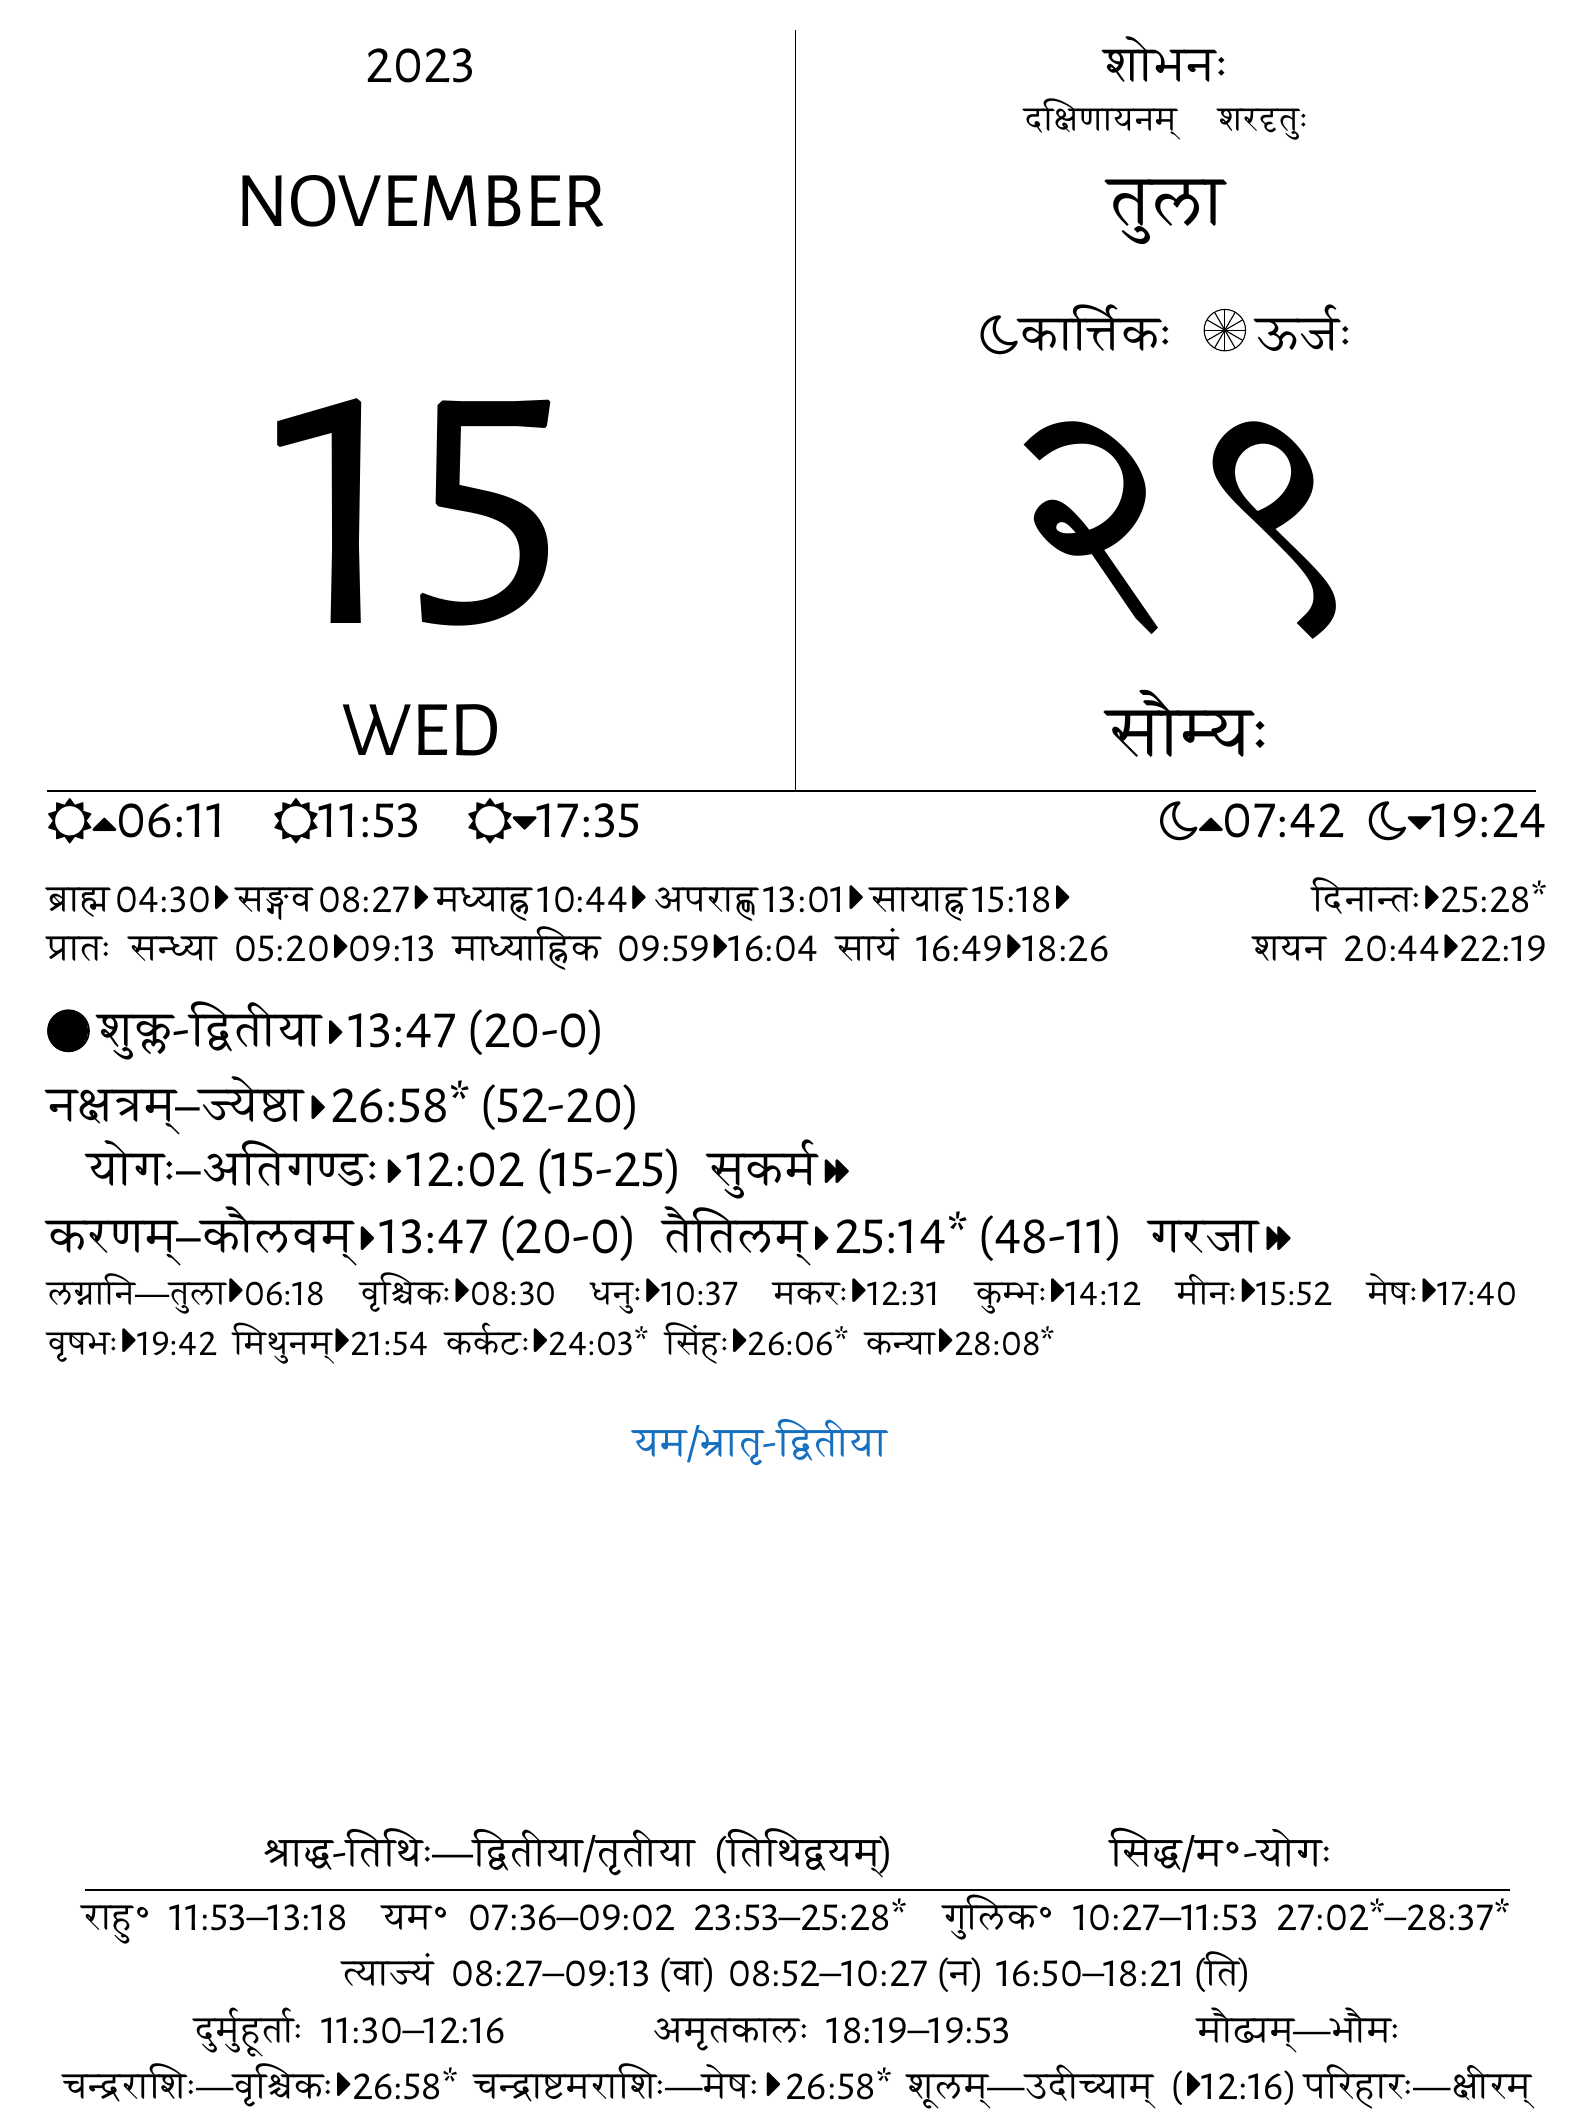 2023
NOVEMBER
15
WED
शोभनः
दक्षिणायनम् शरदृतुः
तुला
कार्त्तिकः ऊर्जः
२९
सौम्यः
06:11 11:53 17:35 07:42 19:24
ब्राह्म 04:30 सङ्गव 08:27 मध्याह्न 10:44 अपराह्ण 13:01 सायाह्न 15:18 दिनान्तः 25:28*
प्रातः सन्ध्या 05:20 09:13 माध्याह्निक 09:59 16:04 सायं 16:49 18:26 शयन 20:44 22:19
शुक्ल-द्वितीया 13:47 (20-0)
नक्षत्रम्–ज्येष्ठा 26:58* (52-20)
योगः–अतिगण्डः 12:02 (15-25) सुकर्म
करणम्–कौलवम् 13:47 (20-0) तैतिलम् 25:14* (48-11) गरजा
लग्नानि—तुला 06:18 वृश्चिकः 08:30 धनुः 10:37 मकरः 12:31 कुम्भः 14:12 मीनः 15:52 मेषः 17:40
वृषभः 19:42 मिथुनम् 21:54 कर्कटः 24:03* सिंहः 26:06* कन्या 28:08*
यम/भ्रातृ-द्वितीया
श्राद्ध-तिथिः—द्वितीया/तृतीया (तिथिद्वयम्) सिद्ध/म॰-योगः
राहु॰ 11:53–13:18 यम॰ 07:36–09:02 23:53–25:28* गुलिक॰ 10:27–11:53 27:02*–28:37*
त्याज्यं 08:27–09:13 (वा) 08:52–10:27 (न) 16:50–18:21 (ति)
दुर्मुहूर्ताः 11:30–12:16 अमृतकालः 18:19–19:53 मौढ्यम्—भौमः
चन्द्रराशिः—वृश्चिकः 26:58* चन्द्राष्टमराशिः—मेषः 26:58* शूलम्—उदीच्याम् (12:16) परिहारः—क्षीरम्